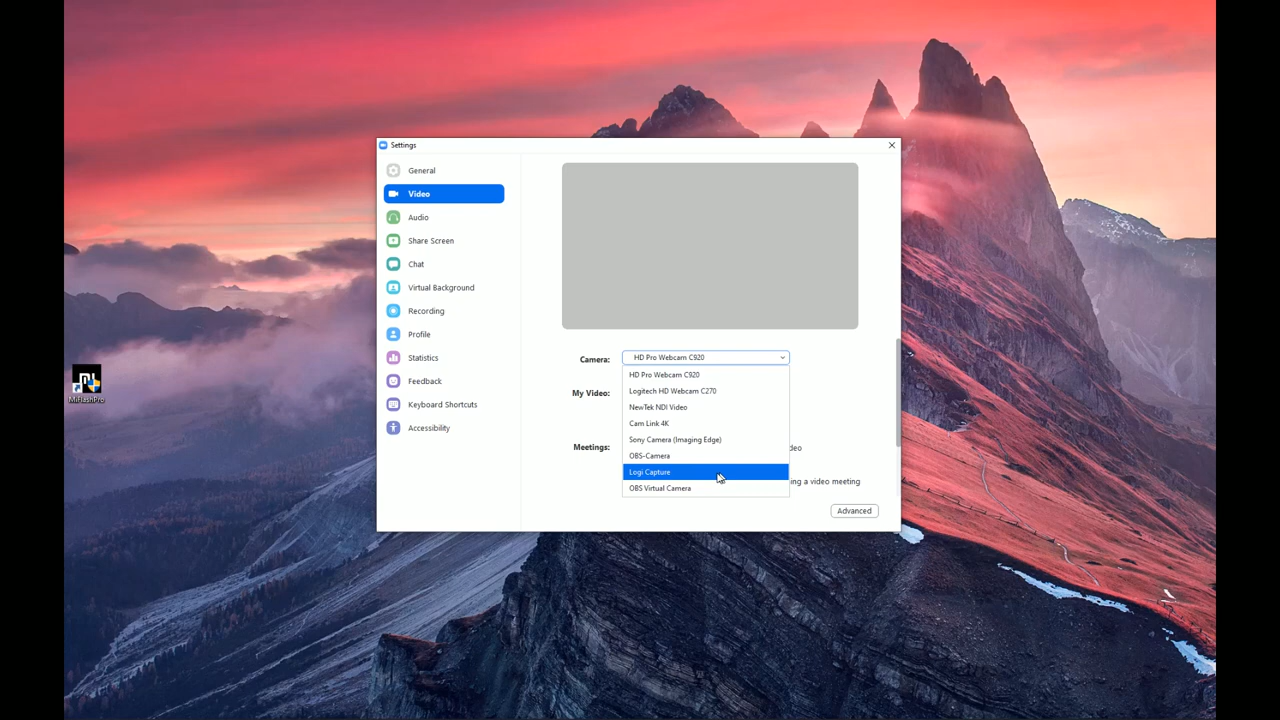 Settings
General
Video
Audio
Share Screen
Chat
Virtual Background
Recording
Profile
Statistics
Feedback
Keyboard Shortcuts
Accessibility
Camera:
HD Pro Webcam C920
HD Pro Webcam C920
Logitech HD Webcam C270
My Video:
NewTek NDI Video
Cam Link 4K
Sony Camera (Imaging Edge)
Meetings:
OBS-Camera
Logi Capture
ing a video meeting
OBS Virtual Camera
Advanced
MiFlashPro